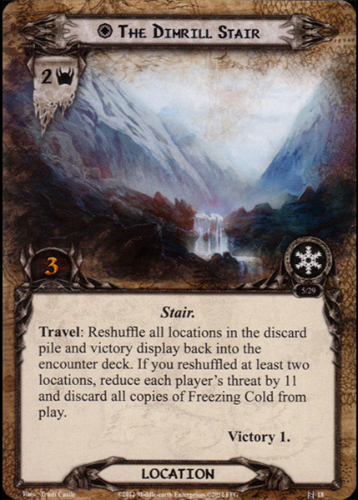 The Dimrill Stair
2
3
5/29
Stair.
Travel: Reshuffle all locations in the discard
pile and victory display back into the
encounter deck. If you reshuffled at least two
locations, reduce each player's threat by 11
and discard all copies of Freezing Cold from
play.
Victory 1.
Location